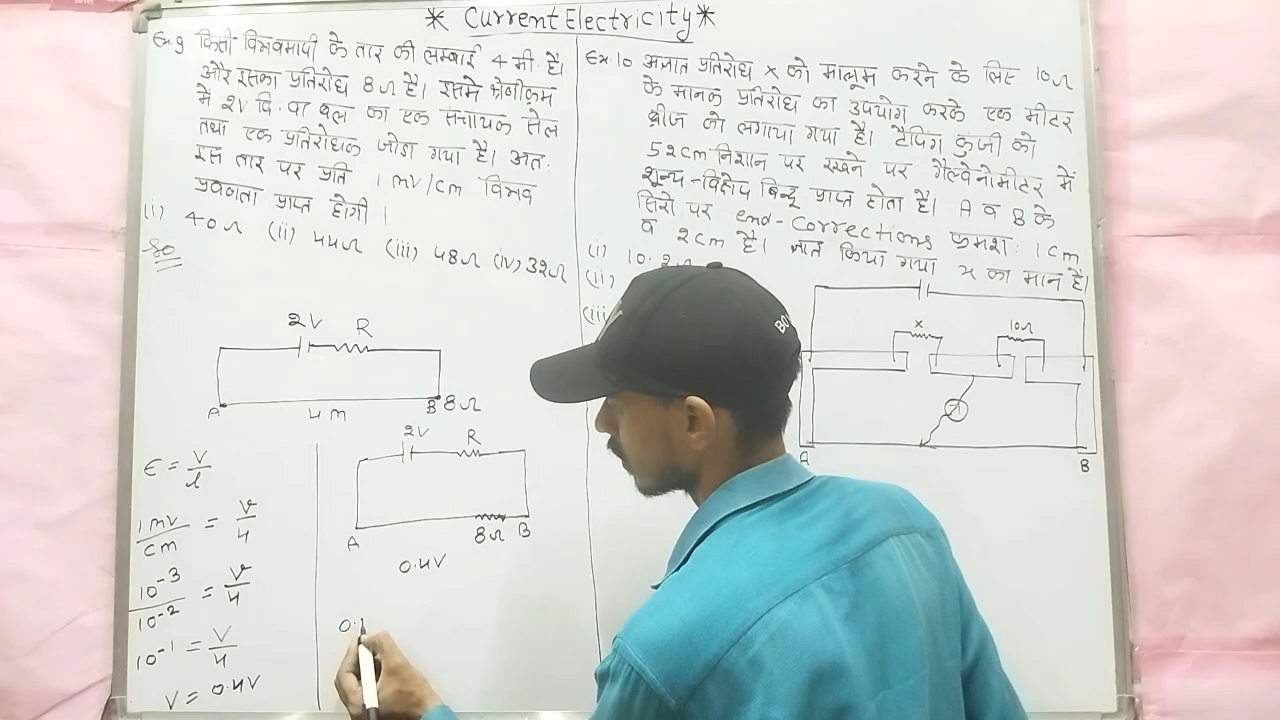 * Current Electricity *
Ex.9 किसी विभवमापी के तार की लम्बाई 4 मी. है।
और इसका प्रतिरोध 8Ω है। इसमे श्रेणीक्रम
में 2V वि. वा. बल का एक संचायक सेल
तथा एक प्रतिरोधक जोड़ा गया है। अतः
इस तार पर प्रति 1 mV/cm विभव
प्रवणता प्राप्त होगी।
(i) 40Ω (ii) 44Ω (iii) 48Ω (iv) 32Ω
2V R
A 4 m B 8Ω
ϵ = V/l
1 mV/cm = V/4
10^-3/10^-2 = V/4
10^-1 = V/4
V = 0.4V
2V R
A 8Ω B
0.4V
Ex.10 अज्ञात प्रतिरोध x को मालूम करने के लिए 10Ω
के मानक प्रतिरोध का उपयोग करके एक मीटर
ब्रीज को लगाया गया है। टैपिंग कुंजी को
52cm निशान पर रखने पर गैल्वेनोमीटर में
शून्य-विक्षेप बिन्दू प्राप्त होता है। A व B के
सिरो पर end-corrections क्रमश: 1cm
व 2cm है। ज्ञात किया गया x का मान है।
(i) 10.2Ω
(ii)
(iii
x 10Ω
A B
BOY